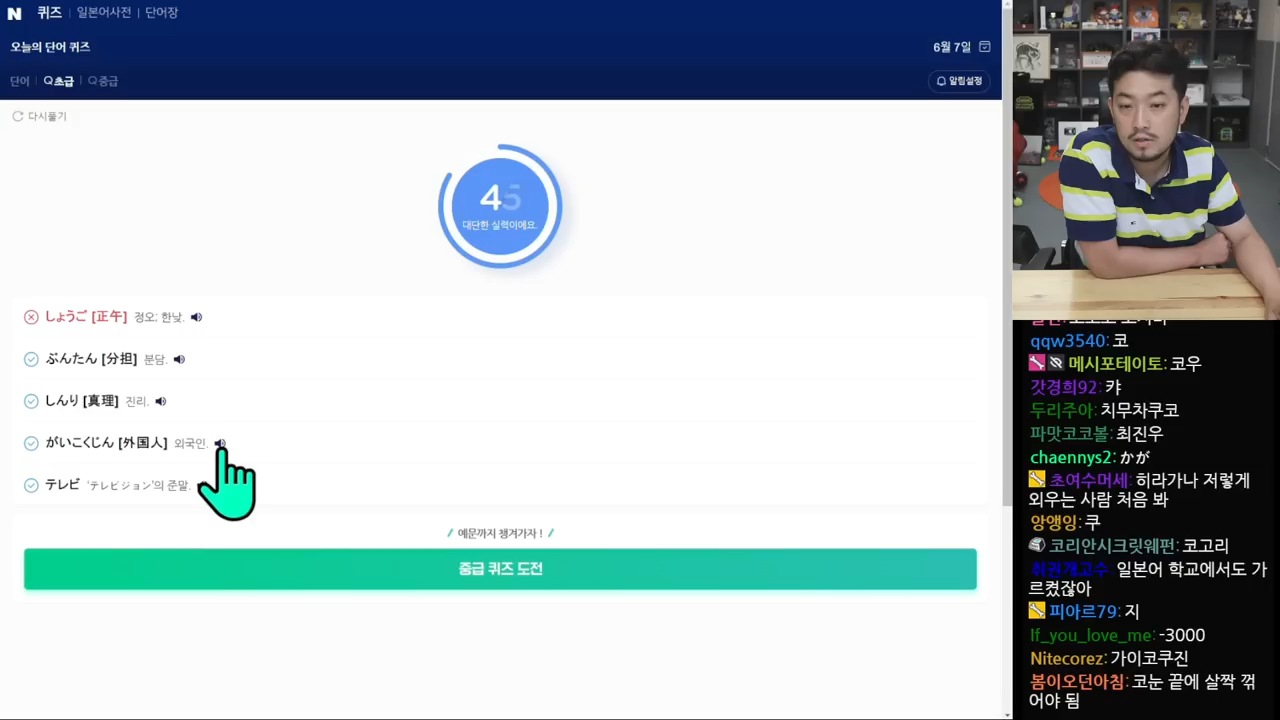 N 퀴즈 | 일본어사전 | 단어장
오늘의 단어 퀴즈
6월 7일
단어 초급 중급
알림설정
다시풀기
45
대단한 실력이에요.
しょうご [正午] 정오; 한낮.
ぶんたん [分担] 분담.
しんり [真理] 진리.
がいこくじん [外国人] 외국인.
テレビ 'テレビジョン'의 준말.
예문까지 챙겨가자 !
중급 퀴즈 도전
qqw3540: 코
메시포테이토: 코우
갓경희92: 캬
두리주아: 치무차쿠코
파맛코코볼: 최진우
chaennys2: かが
초여수머세: 히라가나 저렇게
외우는 사람 처음 봐
앙앵잉: 쿠
코리안시크릿웨펀: 코고리
취권개고수: 일본어 학교에서도 가
르켰잖아
피아르79: 지
If_you_love_me: -3000
Nitecorez: 가이코쿠진
봄이오던아침: 코눈 끝에 살짝 꺾
어야 됨